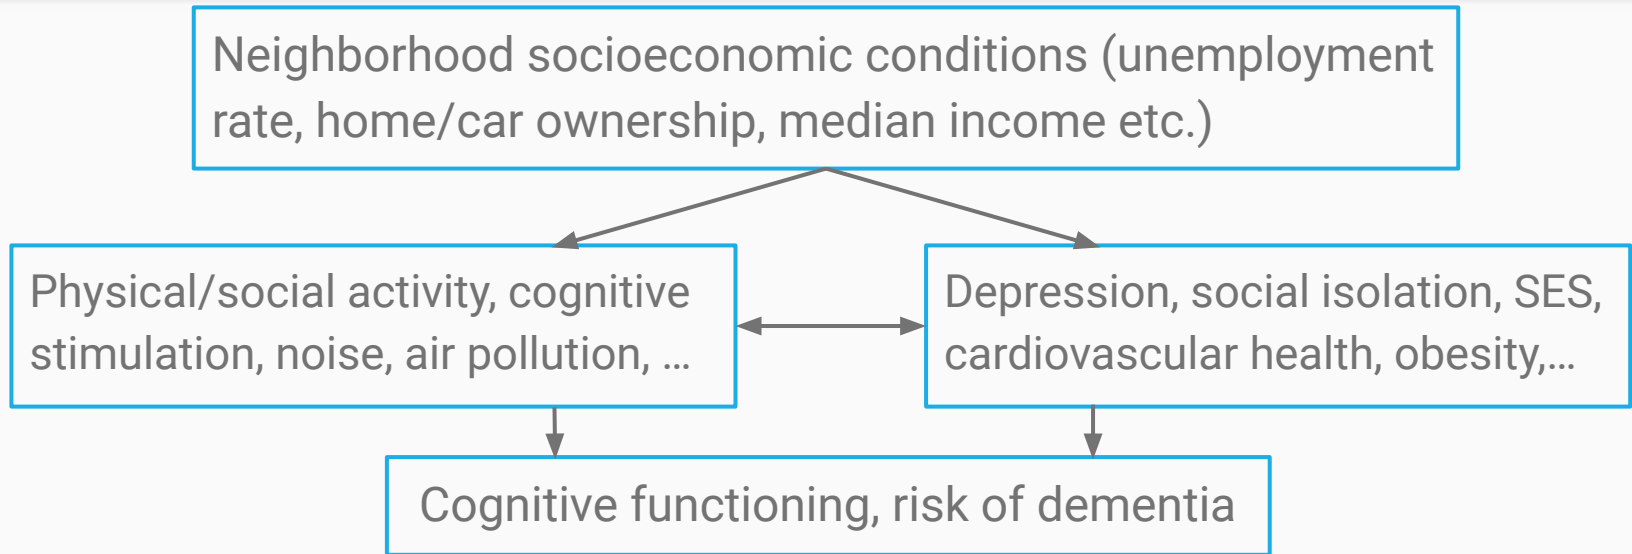 Neighborhood socioeconomic conditions (unemployment
rate, home/car ownership, median income etc.)
Physical/social activity, cognitive
stimulation, noise, air pollution, ...
Depression, social isolation, SES,
cardiovascular health, obesity,...
Cognitive functioning, risk of dementia